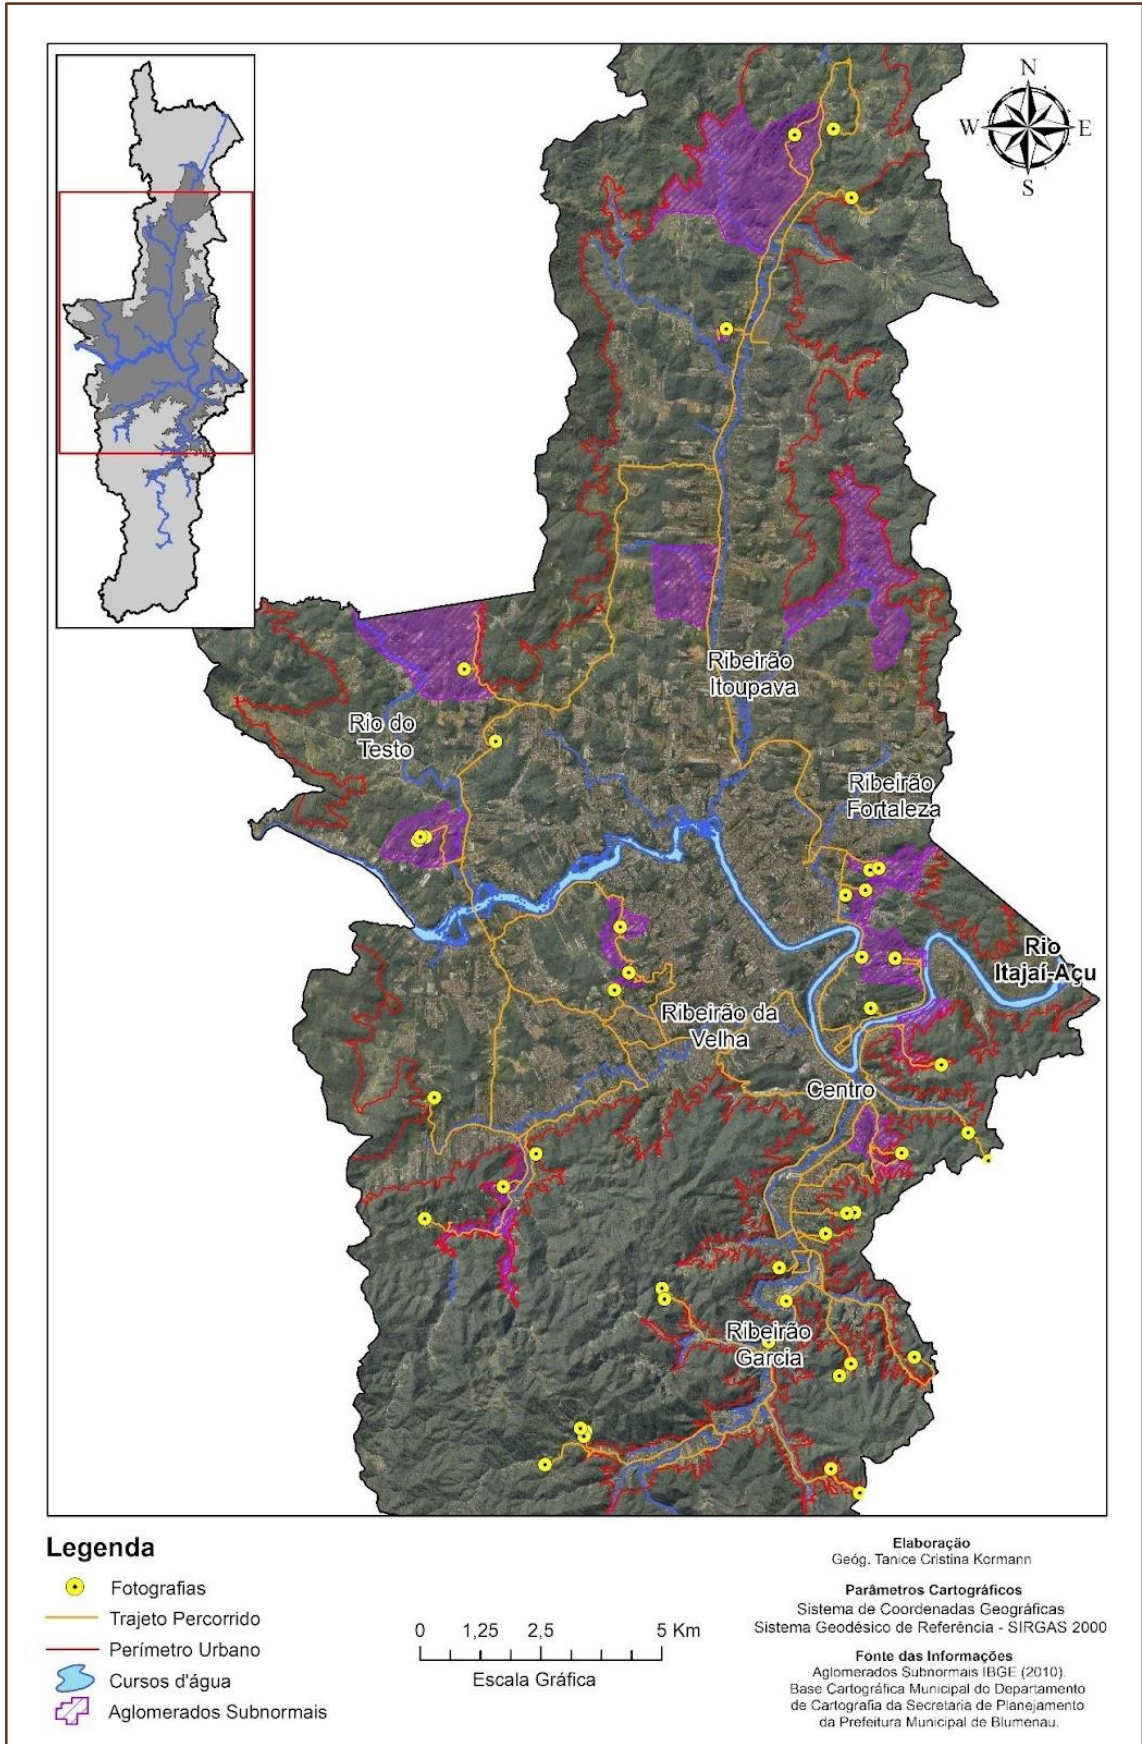 N
W E
S
Ribeirão
Itoupava
Rio do
Testo
Ribeirão
Fortaleza
Rio
Itajaí-Açu
Ribeirão da
Velha
Centro
Ribeirão
Garcia
Legenda
Fotografias
Trajeto Percorrido
Perímetro Urbano
Cursos d'água
Aglomerados Subnormais
0 1,25 2,5 5 Km
Escala Gráfica
Elaboração
Geóg. Tanice Cristina Kormann
Parâmetros Cartográficos
Sistema de Coordenadas Geográficas
Sistema Geodésico de Referência - SIRGAS 2000
Fonte das Informações
Aglomerados Subnormais IBGE (2010).
Base Cartográfica Municipal do Departamento
de Cartografia da Secretaria de Planejamento
da Prefeitura Municipal de Blumenau.